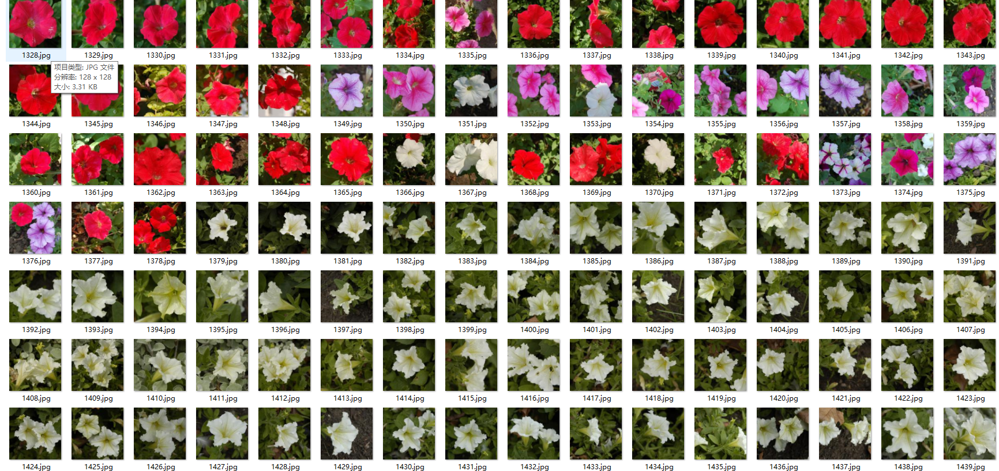 1328.jpg 1329.jpg 1330.jpg 1331.jpg 1332.jpg 1333.jpg 1334.jpg 1335.jpg 1336.jpg 1337.jpg 1338.jpg 1339.jpg 1340.jpg 1341.jpg 1342.jpg 1343.jpg
项目类型: JPG 文件
分辨率: 128 x 128
大小: 3.31 KB
1344.jpg 1345.jpg 1346.jpg 1347.jpg 1348.jpg 1349.jpg 1350.jpg 1351.jpg 1352.jpg 1353.jpg 1354.jpg 1355.jpg 1356.jpg 1357.jpg 1358.jpg 1359.jpg
1360.jpg 1361.jpg 1362.jpg 1363.jpg 1364.jpg 1365.jpg 1366.jpg 1367.jpg 1368.jpg 1369.jpg 1370.jpg 1371.jpg 1372.jpg 1373.jpg 1374.jpg 1375.jpg
1376.jpg 1377.jpg 1378.jpg 1379.jpg 1380.jpg 1381.jpg 1382.jpg 1383.jpg 1384.jpg 1385.jpg 1386.jpg 1387.jpg 1388.jpg 1389.jpg 1390.jpg 1391.jpg
1392.jpg 1393.jpg 1394.jpg 1395.jpg 1396.jpg 1397.jpg 1398.jpg 1399.jpg 1400.jpg 1401.jpg 1402.jpg 1403.jpg 1404.jpg 1405.jpg 1406.jpg 1407.jpg
1408.jpg 1409.jpg 1410.jpg 1411.jpg 1412.jpg 1413.jpg 1414.jpg 1415.jpg 1416.jpg 1417.jpg 1418.jpg 1419.jpg 1420.jpg 1421.jpg 1422.jpg 1423.jpg
1424.jpg 1425.jpg 1426.jpg 1427.jpg 1428.jpg 1429.jpg 1430.jpg 1431.jpg 1432.jpg 1433.jpg 1434.jpg 1435.jpg 1436.jpg 1437.jpg 1438.jpg 1439.jpg